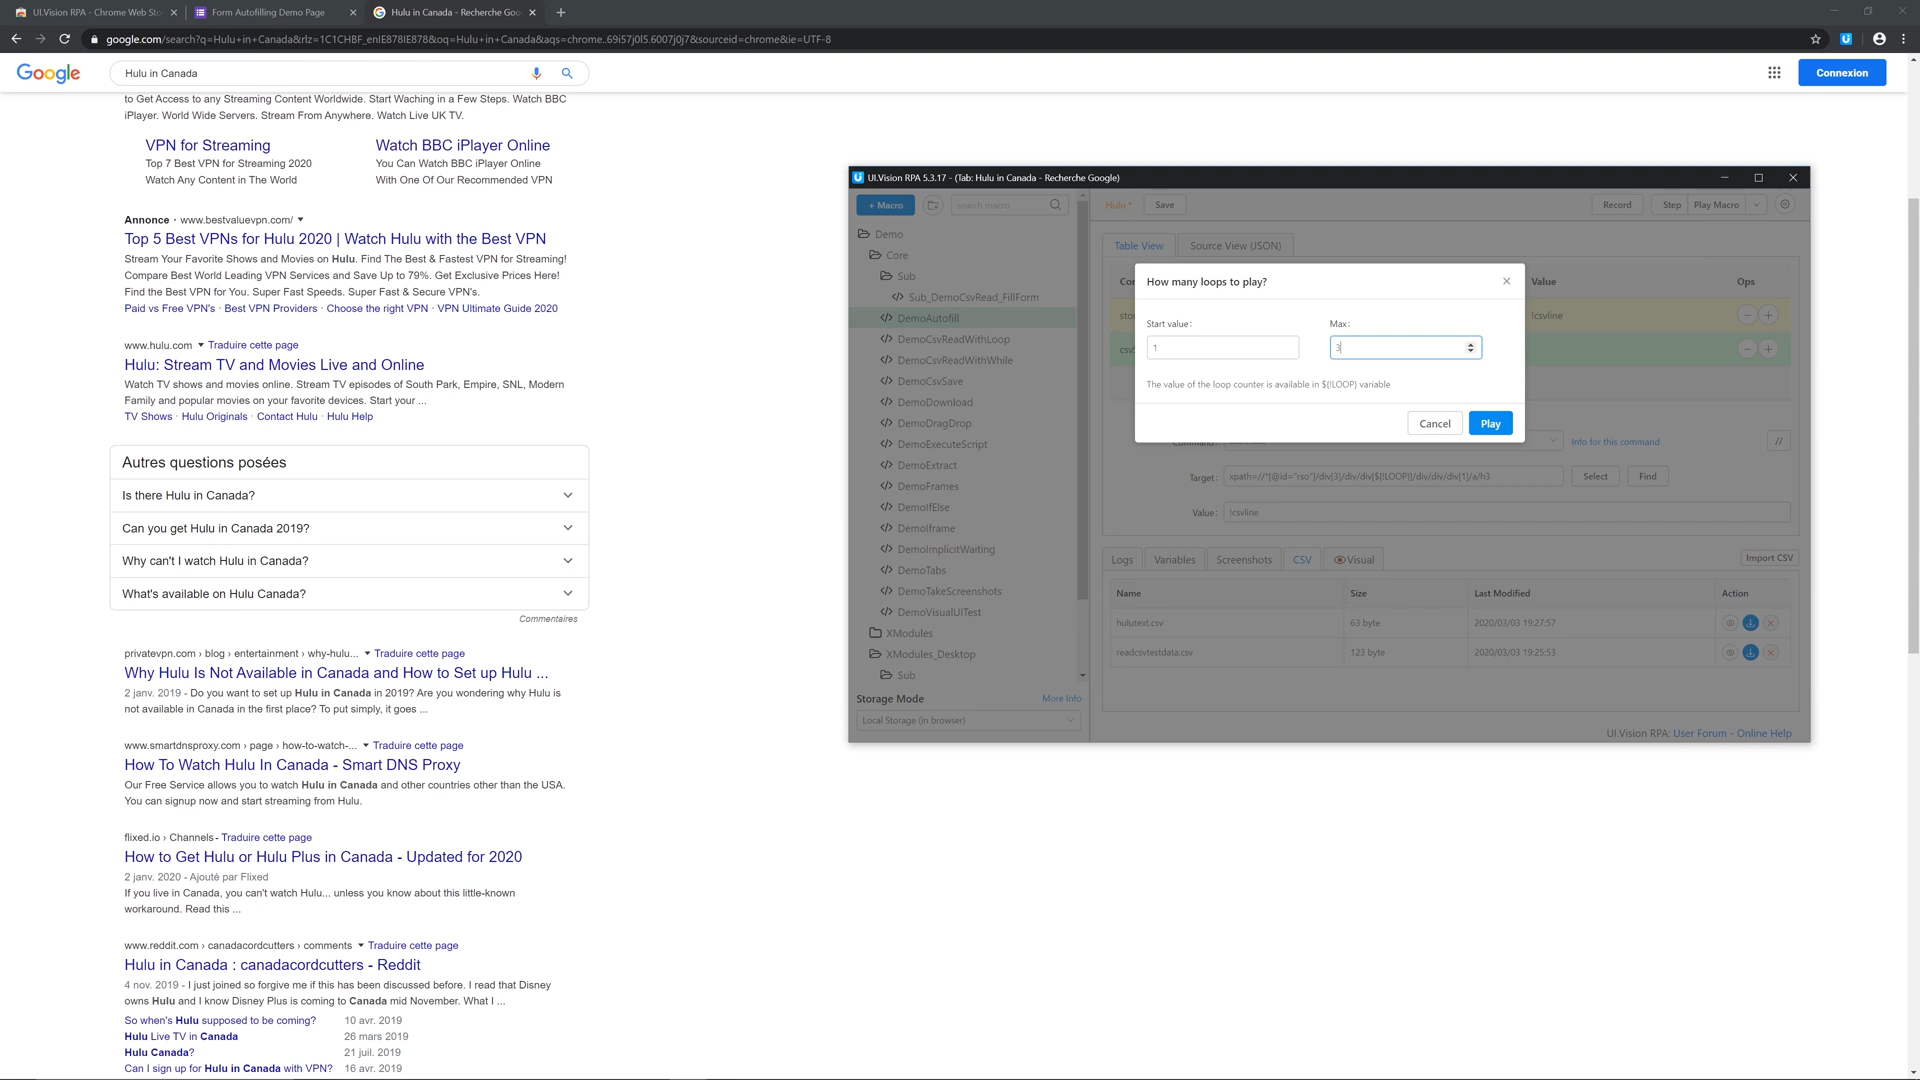 UI.Vision RPA - Chrome Web Sto
Form Autofilling Demo Page
Hulu in Canada - Recherche Goo
google.com/search?q=Hulu+in+Canada&rlz=1C1CHBF_enIE878IE878&oq=Hulu+in+Canada&aqs=chrome..69i57j0l5.6007j0j7&sourceid=chrome&ie=UTF-8
Google
Hulu in Canada
Connexion
to Get Access to any Streaming Content Worldwide. Start Waching in a Few Steps. Watch BBC
iPlayer. World Wide Servers. Stream From Anywhere. Watch Live UK TV.
VPN for Streaming
Top 7 Best VPN for Streaming 2020
Watch Any Content in The World
Watch BBC iPlayer Online
You Can Watch BBC iPlayer Online
With One Of Our Recommended VPN
Annonce · www.bestvaluevpn.com/
Top 5 Best VPNs for Hulu 2020 | Watch Hulu with the Best VPN
Stream Your Favorite Shows and Movies on Hulu. Find The Best & Fastest VPN for Streaming!
Compare Best World Leading VPN Services and Save Up to 79%. Get Exclusive Prices Here!
Find the Best VPN for You. Super Fast Speeds. Super Fast & Secure VPN's.
Paid vs Free VPN's · Best VPN Providers · Choose the right VPN · VPN Ultimate Guide 2020
www.hulu.com Traduire cette page
Hulu: Stream TV and Movies Live and Online
Watch TV shows and movies online. Stream TV episodes of South Park, Empire, SNL, Modern
Family and popular movies on your favorite devices. Start your ...
TV Shows · Hulu Originals · Contact Hulu · Hulu Help
Autres questions posées
Is there Hulu in Canada?
Can you get Hulu in Canada 2019?
Why can't I watch Hulu in Canada?
What's available on Hulu Canada?
Commentaires
privatevpn.com › blog › entertainment › why-hulu... Traduire cette page
Why Hulu Is Not Available in Canada and How to Set up Hulu ...
2 janv. 2019 - Do you want to set up Hulu in Canada in 2019? Are you wondering why Hulu is
not available in Canada in the first place? To put simply, it goes ...
www.smartdnsproxy.com › page › how-to-watch-... Traduire cette page
How To Watch Hulu In Canada - Smart DNS Proxy
Our Free Service allows you to watch Hulu in Canada and other countries other than the USA.
You can signup now and start streaming from Hulu.
flixed.io › Channels - Traduire cette page
How to Get Hulu or Hulu Plus in Canada - Updated for 2020
2 janv. 2020 - Ajouté par Flixed
If you live in Canada, you can't watch Hulu... unless you know about this little-known
workaround. Read this ...
www.reddit.com › canadacordcutters › comments Traduire cette page
Hulu in Canada : canadacordcutters - Reddit
4 nov. 2019 - I just joined so forgive me if this has been discussed before. I read that Disney
owns Hulu and I know Disney Plus is coming to Canada mid November. What I ...
So when's Hulu supposed to be coming? 10 avr. 2019
Hulu Live TV in Canada 26 mars 2019
Hulu Canada? 21 juil. 2019
Can I sign up for Hulu in Canada with VPN? 16 avr. 2019
UI.Vision RPA 5.3.17 - (Tab: Hulu in Canada - Recherche Google)
+ Macro
search macro
Demo
Core
Sub
Sub_DemoCsvRead_FillForm
DemoAutofill
DemoCsvReadWithLoop
DemoCsvReadWithWhile
DemoCsvSave
DemoDownload
DemoDragDrop
DemoExecuteScript
DemoExtract
DemoFrames
DemoIfElse
DemoIframe
DemoImplicitWaiting
DemoTabs
DemoTakeScreenshots
DemoVisualUITest
XModules
XModules_Desktop
Sub
Storage Mode More Info
Local Storage (in browser)
Hulu *
Save
Record
Step
Play Macro
Table View
Source View (JSON)
Value
Ops
!csvline
How many loops to play?
Start value:
Max:
1
3
The value of the loop counter is available in ${!LOOP} variable
Cancel
Play
Info for this command
//
Target:
xpath=//*[@id="rso"]/div[3]/div/div[${!LOOP}]/div/div/div[1]/a/h3
Select
Find
Value:
!csvline
Logs
Variables
Screenshots
CSV
Visual
Import CSV
Name Size Last Modified Action
hulutext.csv 63 byte 2020/03/03 19:27:57
readcsvtestdata.csv 123 byte 2020/03/03 19:25:53
UI.Vision RPA: User Forum - Online Help